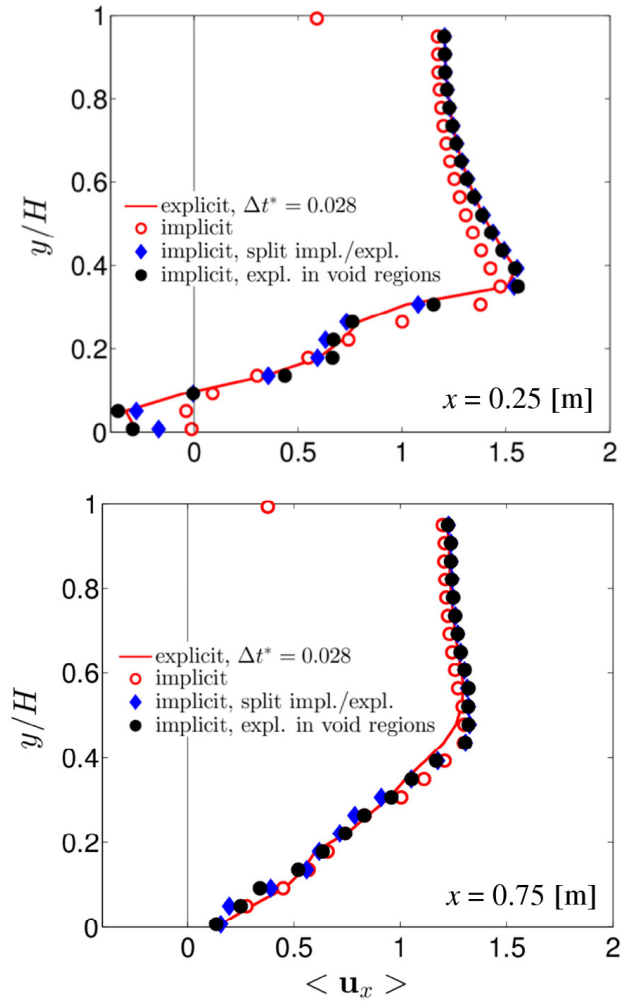 1
0.8
0.6
0.4
0.2
0
y/H
explicit, Δt* = 0.028
implicit
implicit, split impl./expl.
implicit, expl. in void regions
x = 0.25 [m]
0
0.5
1
1.5
2
1
0.8
0.6
0.4
0.2
0
y/H
explicit, Δt* = 0.028
implicit
implicit, split impl./expl.
implicit, expl. in void regions
x = 0.75 [m]
0
0.5
1
1.5
2
< u_x >